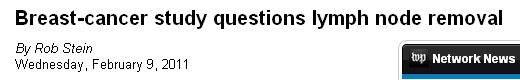 Breast-cancer study questions lymph node removal
By Rob Stein
Wednesday, February 9, 2011
wp Network News